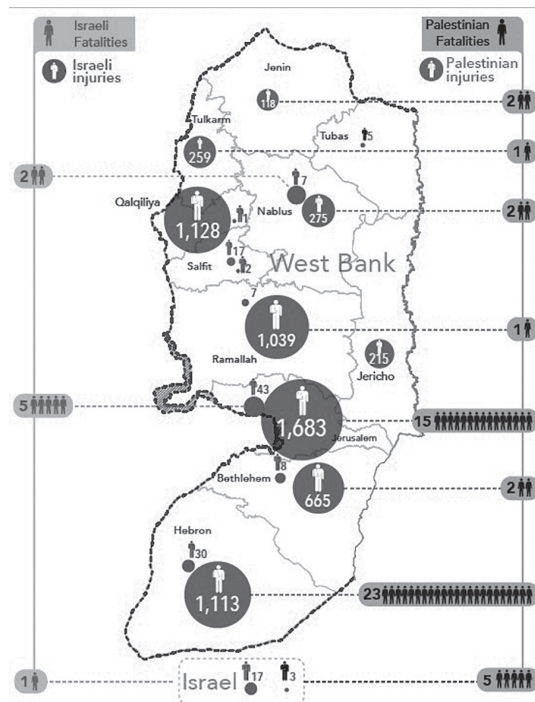 Israeli
Fatalities
Israeli
injuries
Palestinian
Fatalities
Palestinian
injuries
Jenin
118
2
Tulkarm
Tubas
5
259
1
2
7
Qalqiliya
Nablus
275
2
1
1,128
17
Salfit
2
West Bank
7
1,039
1
Ramallah
215
Jericho
43
5
1,683
15
Jerusalem
8
Bethlehem
665
2
Hebron
30
1,113
23
1
Israel
17
3
5